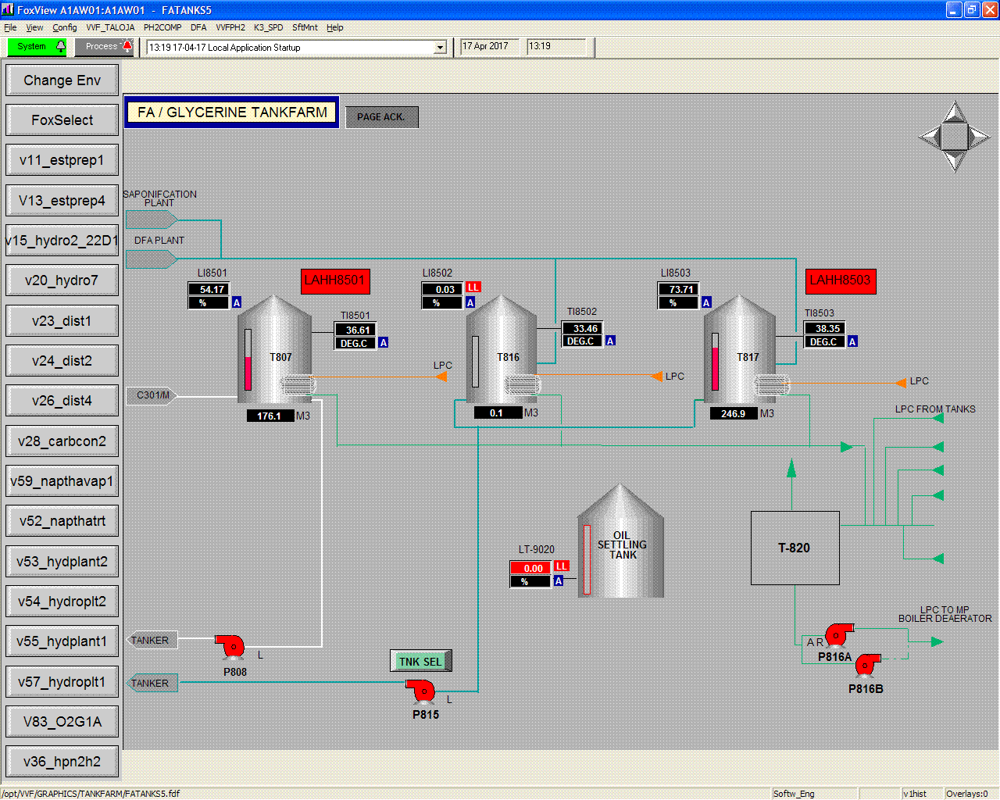 FoxView A1AW01:A1AW01 - FATANKS5
File View Config VVF_TALOJA PH2COMP DFA VVFPH2 K3_SPD SftMnt Help
System Process 13:19 17-04-17 Local Application Startup 17 Apr 2017 13:19
Change Env
FoxSelect
v11_estprep1
V13_estprep4
v15_hydro2_22D1
v20_hydro7
v23_dist1
v24_dist2
v26_dist4
v28_carbcon2
v59_napthavap1
v52_napthatrt
v53_hydplant2
v54_hydroplt2
v55_hydplant1
v57_hydroplt1
V83_O2G1A
v36_hpn2h2
FA / GLYCERINE TANKFARM
PAGE ACK.
SAPONIFCATION
PLANT
DFA PLANT
LI8501
54.17
% A
LAHH8501
TI8501
36.61
DEG.C A
T807
LPC
C301/M
176.1 M3
LI8502
0.03 LL
% A
TI8502
33.46
DEG.C A
T816
LPC
0.1 M3
LI8503
73.71
% A
LAHH8503
TI8503
38.35
DEG.C A
T817
LPC
246.9 M3
LPC FROM TANKS
OIL
SETTLING
TANK
LT-9020
0.00 LL
% A
T-820
LPC TO MP
BOILER DEAERATOR
A R
P816A
P816B
TANKER
L
P808
TNK SEL
TANKER
L
P815
/opt/VVF/GRAPHICS/TANKFARM/FATANKS5.fdf Softw_Eng v1hist Overlays:0